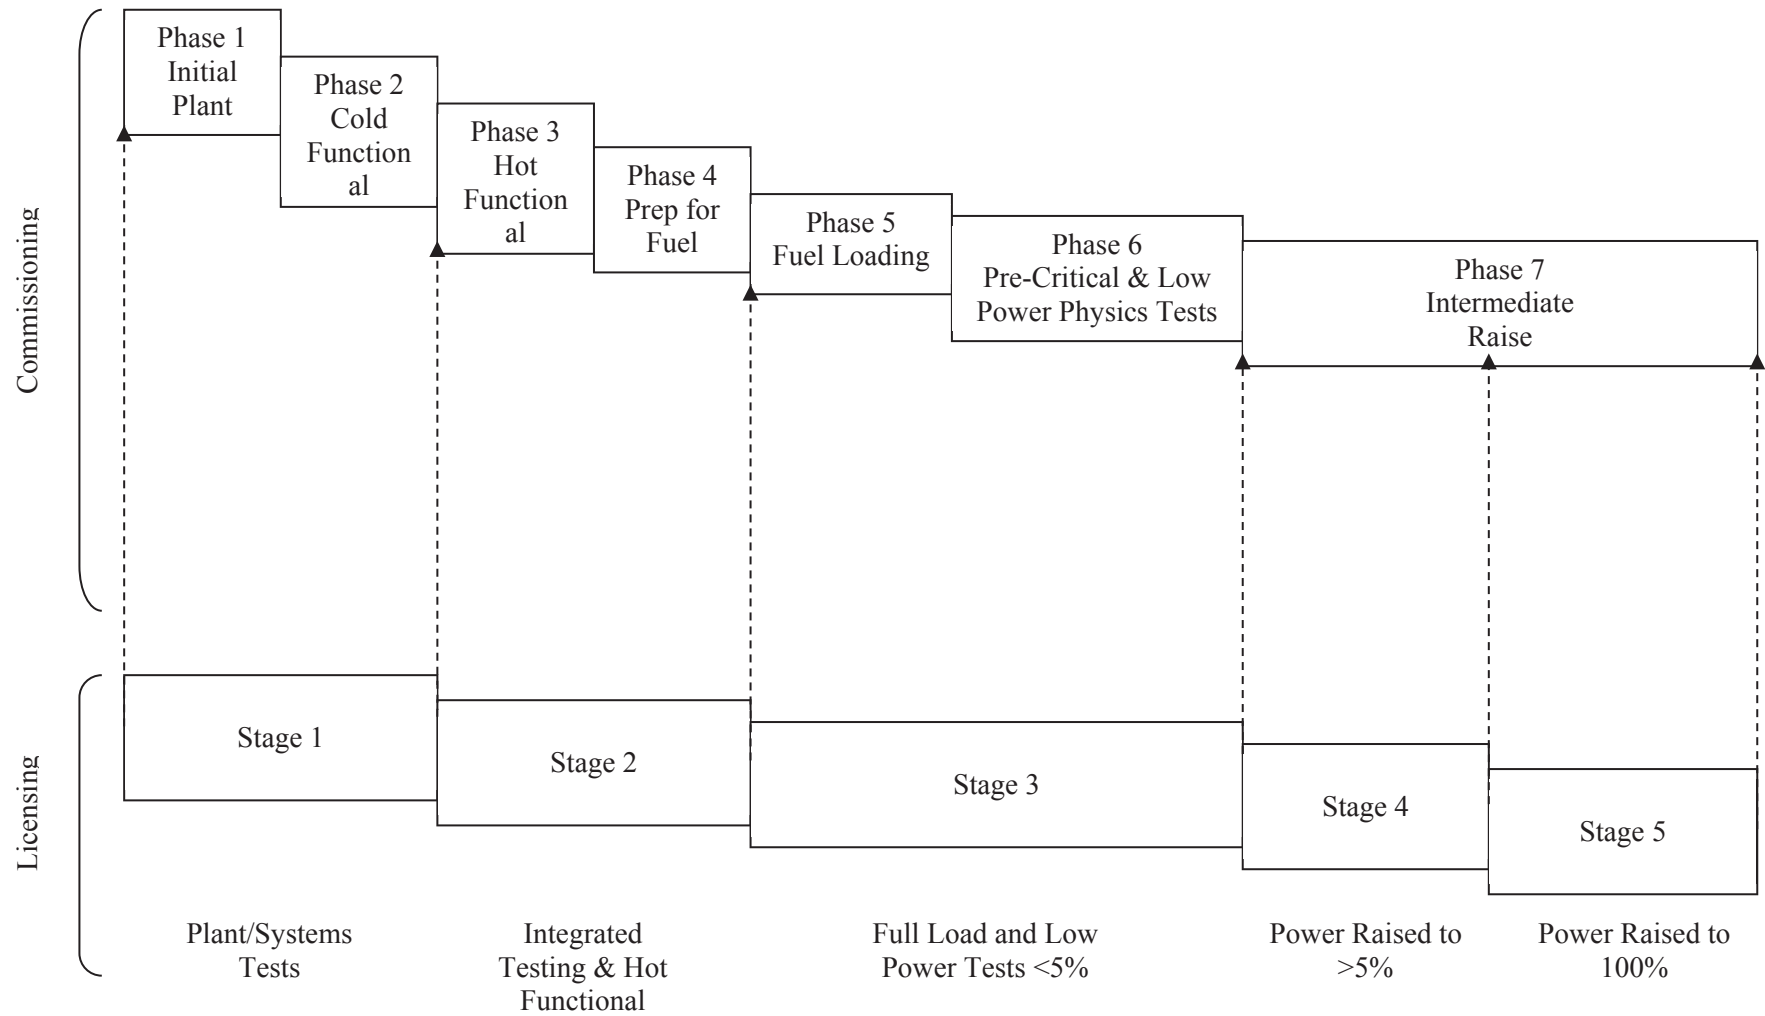 Commissioning
Phase 1
Initial
Plant
Phase 2
Cold
Function
al
Phase 3
Hot
Function
al
Phase 4
Prep for
Fuel
Phase 5
Fuel Loading
Phase 6
Pre-Critical & Low
Power Physics Tests
Phase 7
Intermediate
Raise
Licensing
Stage 1
Stage 2
Stage 3
Stage 4
Stage 5
Plant/Systems
Tests
Integrated
Testing & Hot
Functional
Full Load and Low
Power Tests <5%
Power Raised to
>5%
Power Raised to
100%